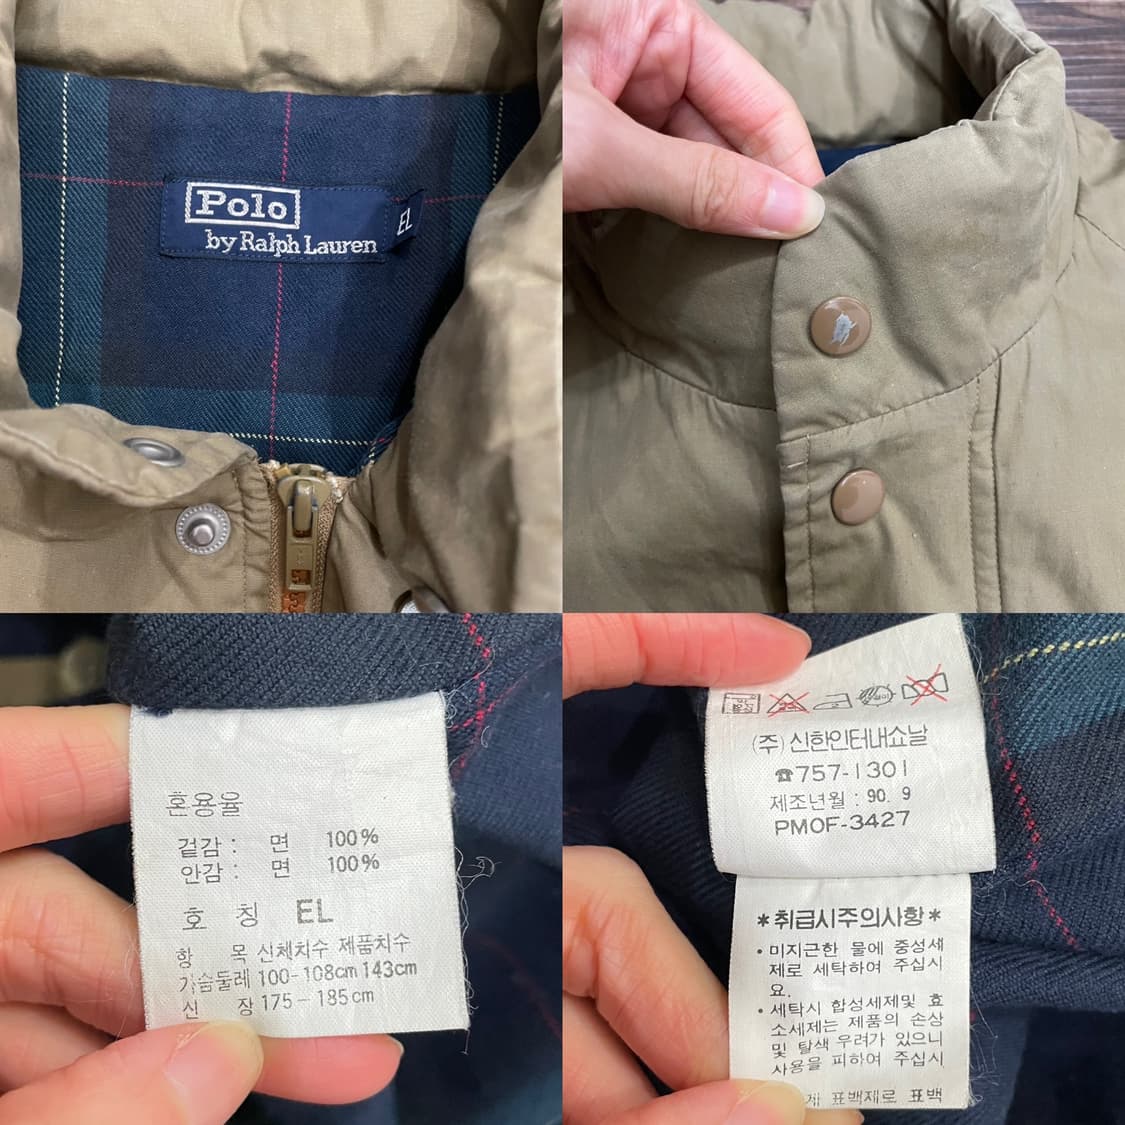 Polo
by Ralph Lauren
EL
혼용율
겉감 : 면 100%
안감 : 면 100%
호 칭 EL
항 목 신체치수 제품치수
가슴둘레 100-108cm 143cm
신 장 175-185cm
(주) 신한인터내쇼날
☎757-1301
제조년월 : 90. 9
PMOF-3427
*취급시주의사항*
• 미지근한 물에 중성세
제로 세탁하여 주십시
요.
• 세탁시 합성세제및 효
소세제는 제품의 손상
및 탈색 우려가 있으니
사용을 피하여 주십시
표백제로 표백